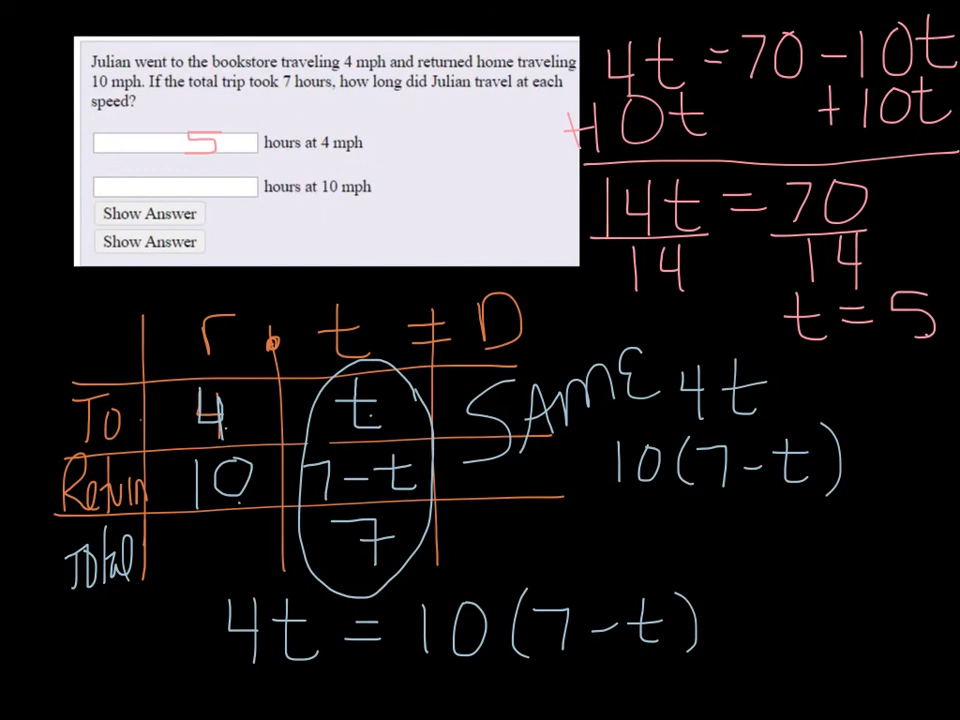 Julian went to the bookstore traveling 4 mph and returned home traveling
10 mph. If the total trip took 7 hours, how long did Julian travel at each
speed?
5 hours at 4 mph
hours at 10 mph
Show Answer
Show Answer
4t = 70 - 10t
+10t +10t
14t = 70
14 14
t = 5
r · t = D
To 4 t SAME 4t
Return 10 7 - t 10(7 - t)
Total 7
4t = 10(7 - t)